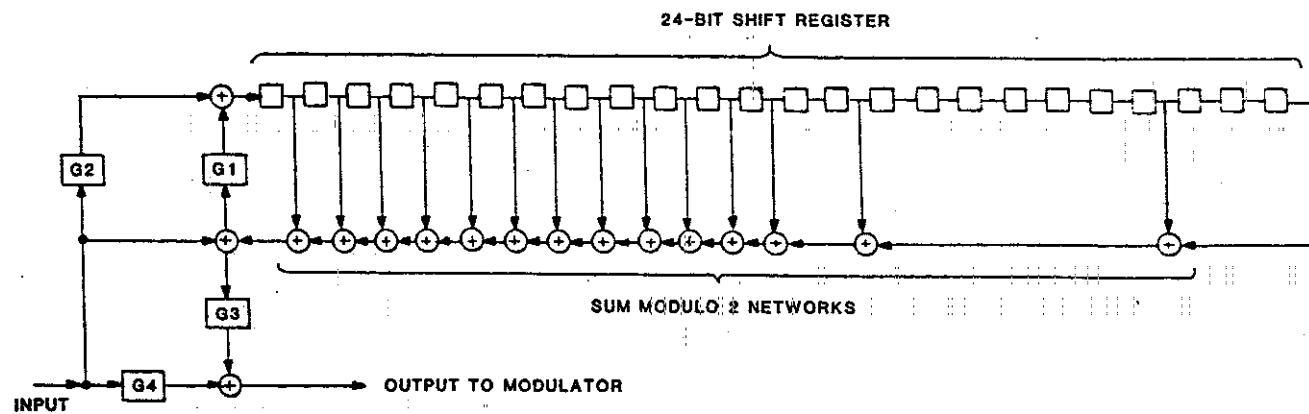 24-BIT SHIFT REGISTER
G2
G1
SUM MODULO 2 NETWORKS
G3
G4
OUTPUT TO MODULATOR
INPUT